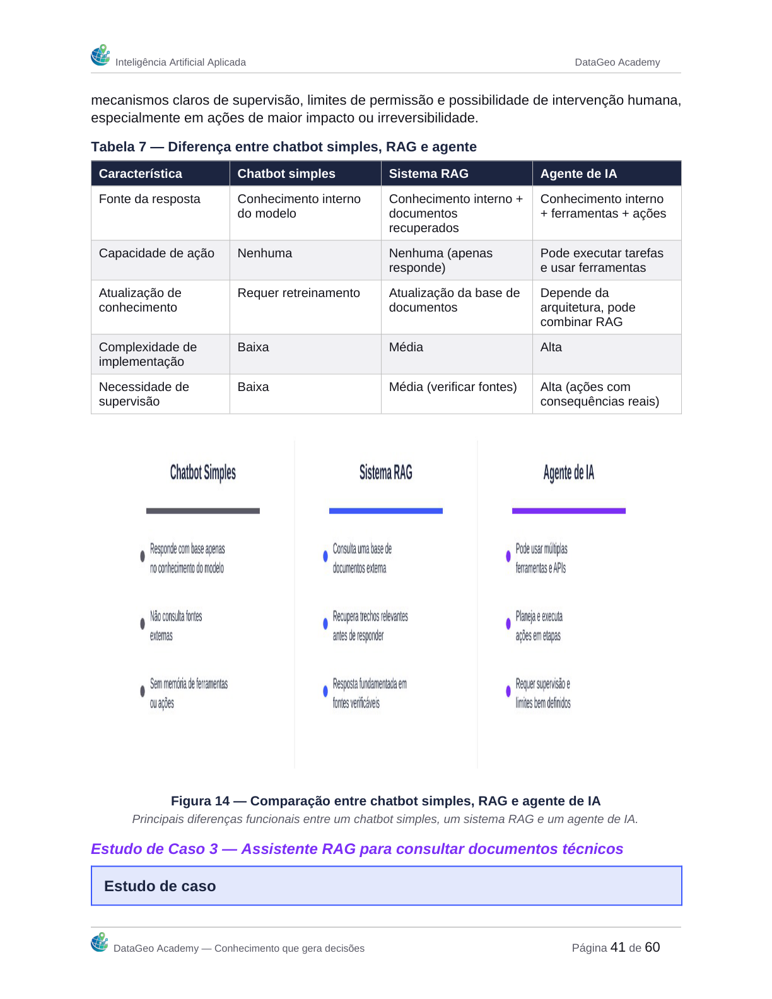 Inteligência Artificial Aplicada
DataGeo Academy
mecanismos claros de supervisão, limites de permissão e possibilidade de intervenção humana,
especialmente em ações de maior impacto ou irreversibilidade.
Tabela 7 — Diferença entre chatbot simples, RAG e agente
Característica
Chatbot simples
Sistema RAG
Agente de IA
Fonte da resposta
Conhecimento interno
do modelo
Conhecimento interno +
documentos
recuperados
Conhecimento interno
+ ferramentas + ações
Capacidade de ação
Nenhuma
Nenhuma (apenas
responde)
Pode executar tarefas
e usar ferramentas
Atualização de
conhecimento
Requer retreinamento
Atualização da base de
documentos
Depende da
arquitetura, pode
combinar RAG
Complexidade de
implementação
Baixa
Média
Alta
Necessidade de
supervisão
Baixa
Média (verificar fontes)
Alta (ações com
consequências reais)
Chatbot Simples
Responde com base apenas
no conhecimento do modelo
Não consulta fontes
externas
Sem memória de ferramentas
ou ações
Sistema RAG
Consulta uma base de
documentos externa
Recupera trechos relevantes
antes de responder
Resposta fundamentada em
fontes verificáveis
Agente de IA
Pode usar múltiplas
ferramentas e APIs
Planeja e executa
ações em etapas
Requer supervisão e
limites bem definidos
Figura 14 — Comparação entre chatbot simples, RAG e agente de IA
Principais diferenças funcionais entre um chatbot simples, um sistema RAG e um agente de IA.
Estudo de Caso 3 — Assistente RAG para consultar documentos técnicos
Estudo de caso
DataGeo Academy — Conhecimento que gera decisões
Página 41 de 60